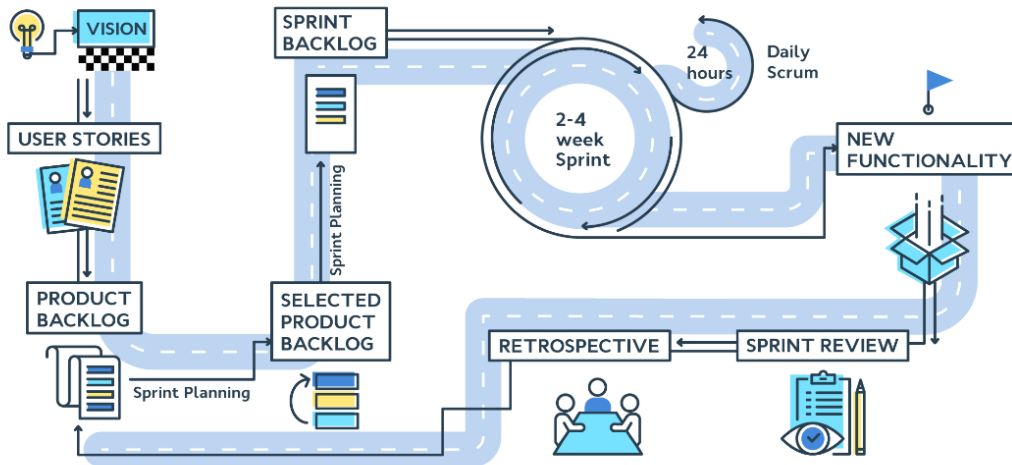 VISION
USER STORIES
PRODUCT
BACKLOG
Sprint Planning
SELECTED
PRODUCT
BACKLOG
Sprint Planning
SPRINT
BACKLOG
2-4
week
Sprint
24
hours
Daily
Scrum
NEW
FUNCTIONALITY
SPRINT REVIEW
RETROSPECTIVE